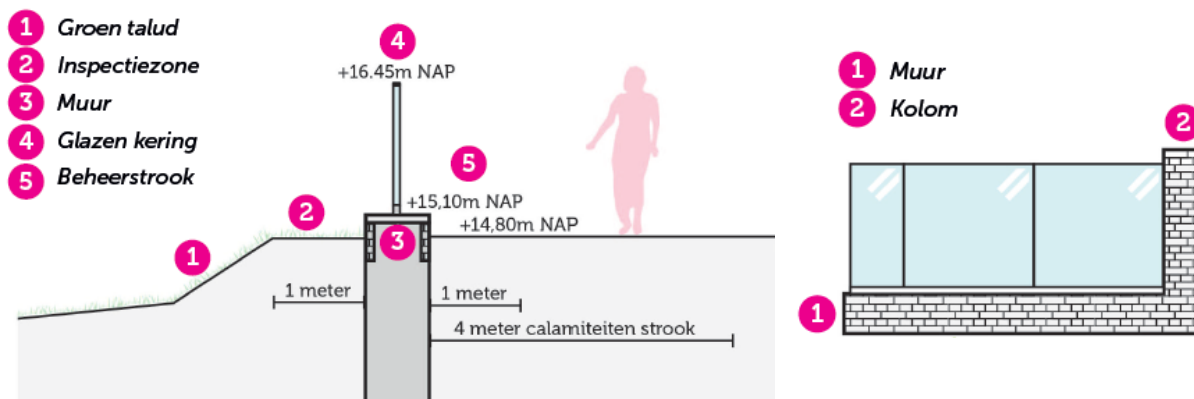 1 Groen talud
2 Inspectiezone
3 Muur
4 Glazen kering
5 Beheerstrook
4
+16.45m NAP
5
+15,10m NAP
+14,80m NAP
2
3
1
1 meter
1 meter
4 meter calamiteiten strook
1 Muur
2 Kolom
2
1